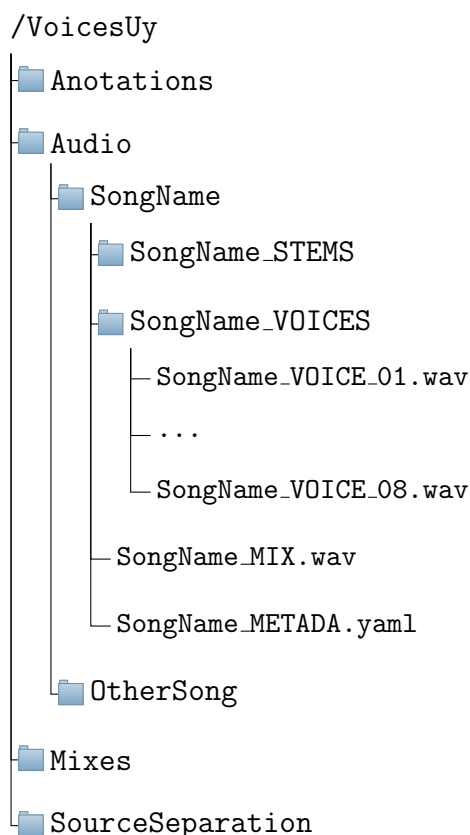 /VoicesUy
Anotations
Audio
SongName
SongName_STEMS
SongName_VOICES
SongName_VOICE_01.wav
...
SongName_VOICE_08.wav
SongName_MIX.wav
SongName_METADA.yaml
OtherSong
Mixes
SourceSeparation